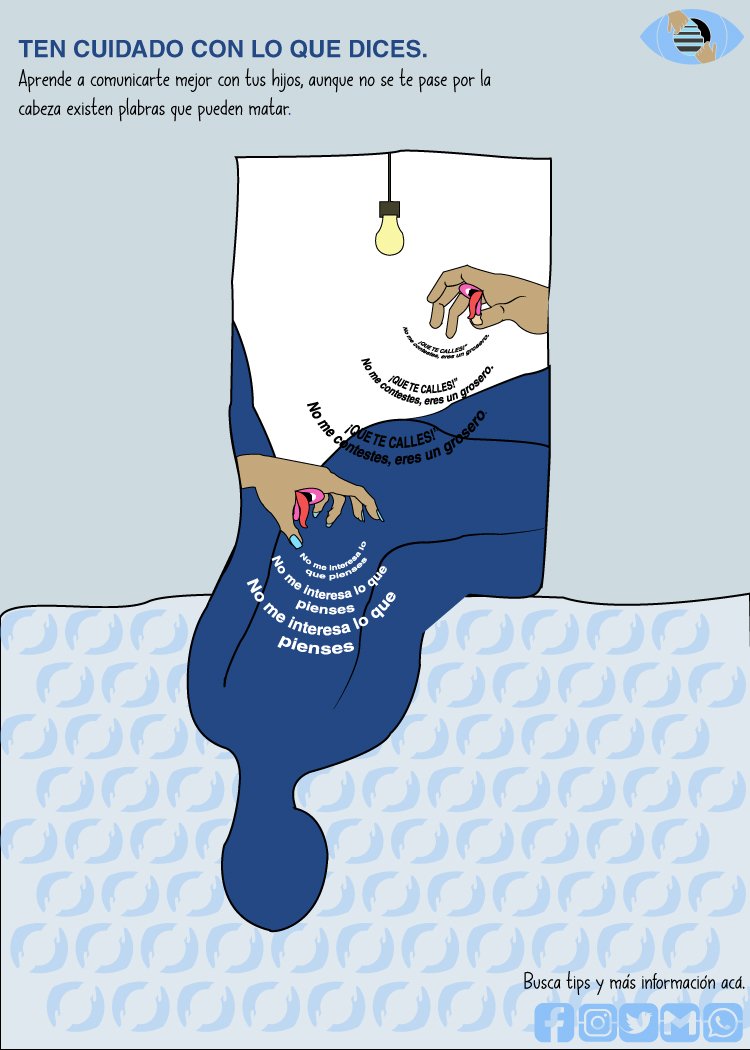 TEN CUIDADO CON LO QUE DICES.
Aprende a comunicarte mejor con tus hijos, aunque no se te pase por la
cabeza existen plabras que pueden matar.
¡QUE TE CALLES!"
No me contestes, eres un grosero.
¡QUE TE CALLES!"
No me contestes, eres un grosero.
¡QUE TE CALLES!"
No me contestes, eres un grosero.
No me interesa lo
que pienses
No me interesa lo que
pienses
No me interesa lo que
pienses
Busca tips y más información acá.